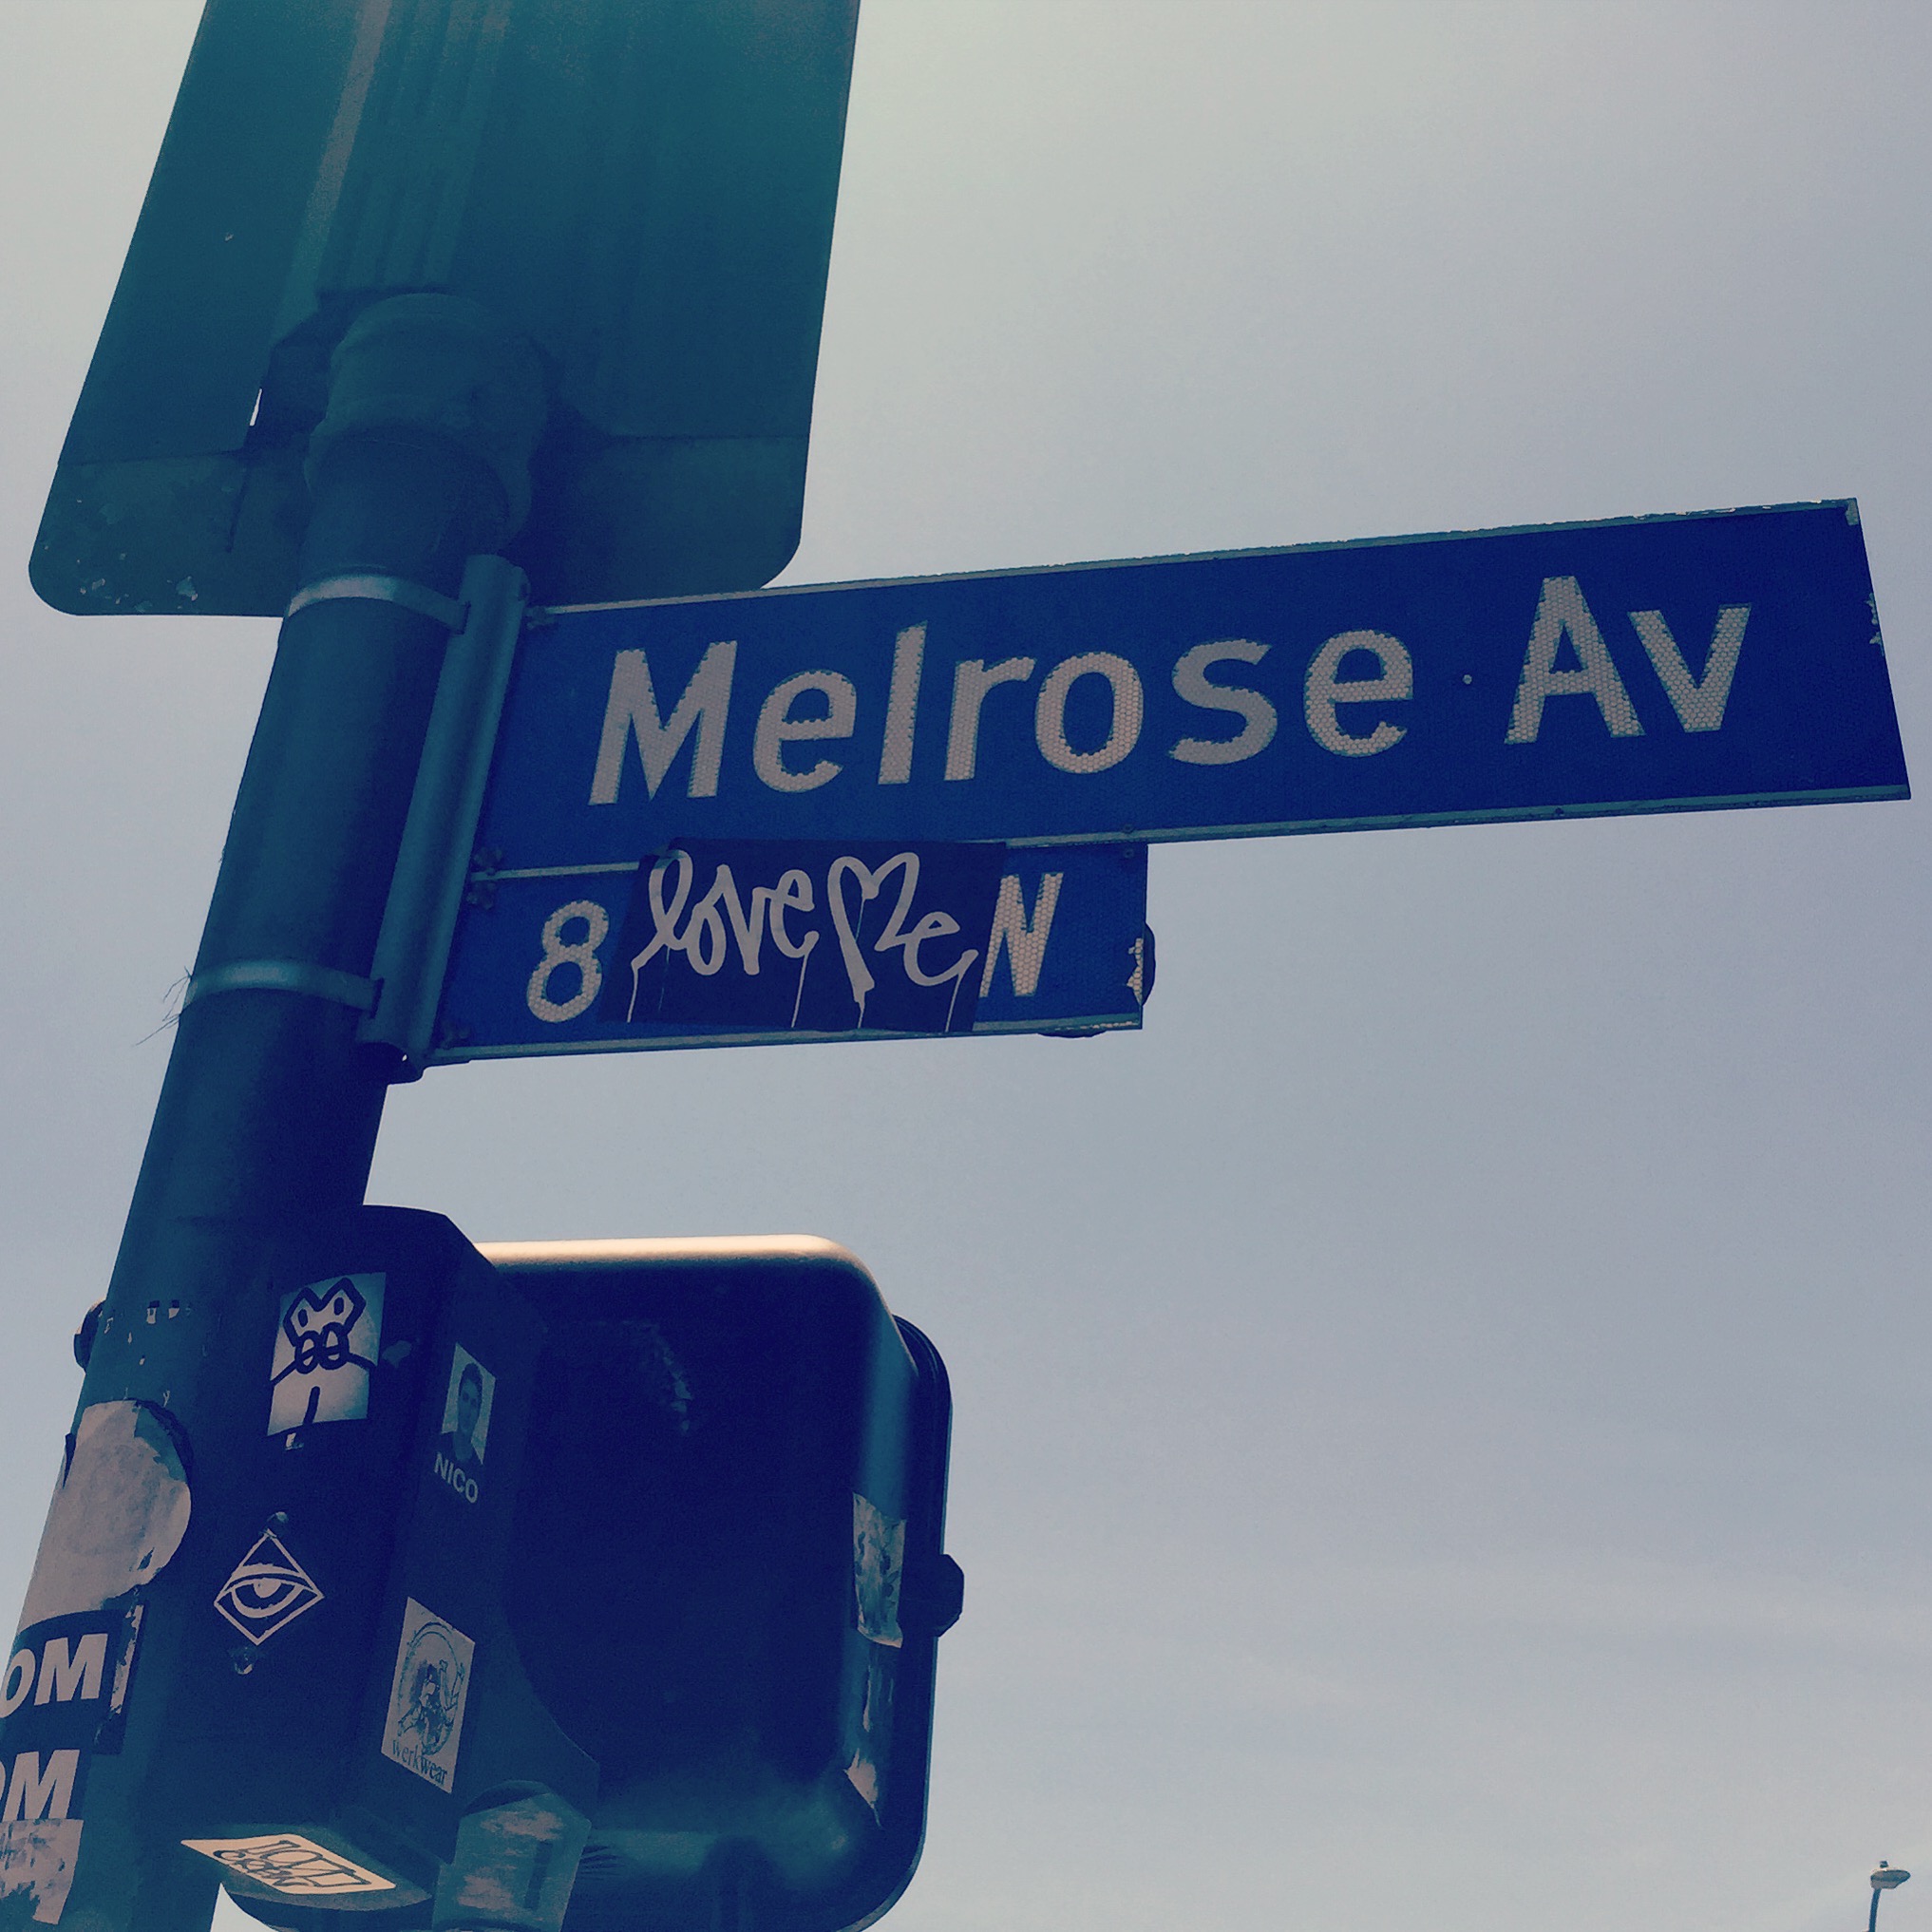 Melrose Av
8 love Me N
NICO
OM
OM
werkwear